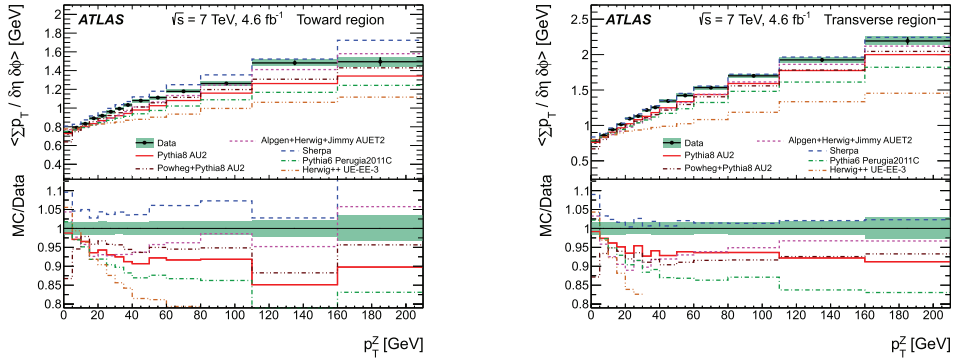 ATLAS √s = 7 TeV, 4.6 fb⁻¹ Toward region
<∑p_T / δη δϕ> [GeV]
2
1.8
1.6
1.4
1.2
1
0.8
0.6
0.4
Data
Pythia8 AU2
Powheg+Pythia8 AU2
Alpgen+Herwig+Jimmy AUET2
Sherpa
Pythia6 Perugia2011C
Herwig++ UE-EE-3
MC/Data
1.1
1.05
1
0.95
0.9
0.85
0.8
0 20 40 60 80 100 120 140 160 180 200
p_T^Z [GeV]
ATLAS √s = 7 TeV, 4.6 fb⁻¹ Transverse region
<∑p_T / δη δϕ> [GeV]
2.5
2
1.5
1
0.5
Data
Pythia8 AU2
Powheg+Pythia8 AU2
Alpgen+Herwig+Jimmy AUET2
Sherpa
Pythia6 Perugia2011C
Herwig++ UE-EE-3
MC/Data
1.1
1.05
1
0.95
0.9
0.85
0.8
0 20 40 60 80 100 120 140 160 180 200
p_T^Z [GeV]